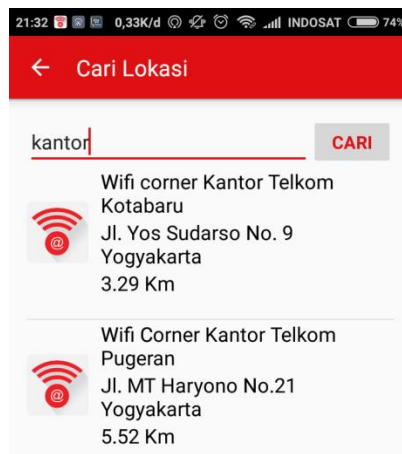 21:32 0,33K/d INDOSAT 74%
Cari Lokasi
kantor CARI
Wifi corner Kantor Telkom
Kotabaru
@
Jl. Yos Sudarso No. 9
Yogyakarta
3.29 Km
Wifi Corner Kantor Telkom
Pugeran
@
Jl. MT Haryono No.21
Yogyakarta
5.52 Km